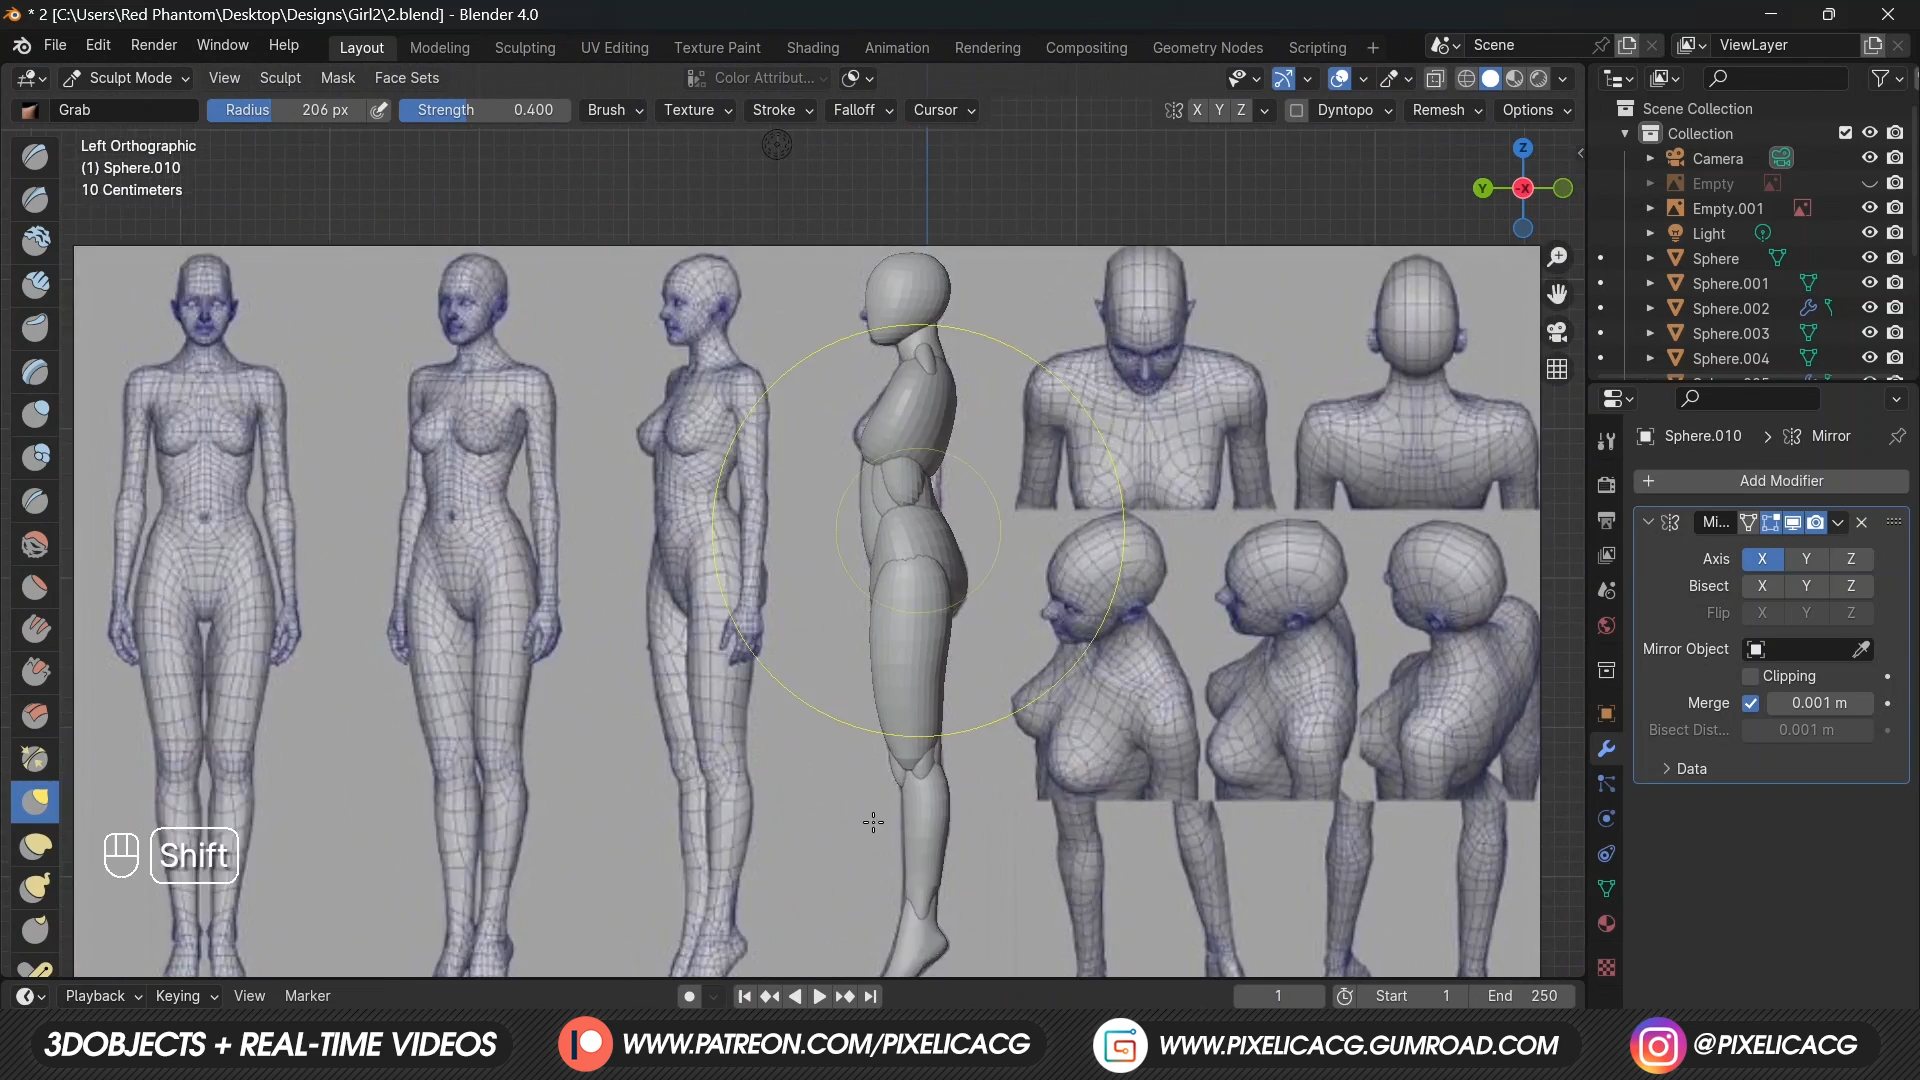 * 2 [C:\Users\Red Phantom\Desktop\Designs\Girl2\2.blend] - Blender 4.0
File Edit Render Window Help Layout Modeling Sculpting UV Editing Texture Paint Shading Animation Rendering Compositing Geometry Nodes Scripting + Scene ViewLayer
Sculpt Mode View Sculpt Mask Face Sets Color Attribut...
Grab Radius 206 px Strength 0.400 Brush Texture Stroke Falloff Cursor X Y Z Dyntopo Remesh Options
Left Orthographic
(1) Sphere.010
10 Centimeters
Z
Y
-X
Scene Collection
Collection
Camera
Empty
Empty.001
Light
Sphere
Sphere.001
Sphere.002
Sphere.003
Sphere.004
Sphere.010 > Mirror
+ Add Modifier
Mi...
Axis X Y Z
Bisect X Y Z
Flip X Y Z
Mirror Object
Clipping
Merge 0.001 m
Bisect Dist... 0.001 m
> Data
Shift
Playback Keying View Marker 1 Start 1 End 250
3DOBJECTS + REAL-TIME VIDEOS WWW.PATREON.COM/PIXELICACG WWW.PIXELICACG.GUMROAD.COM @PIXELICACG